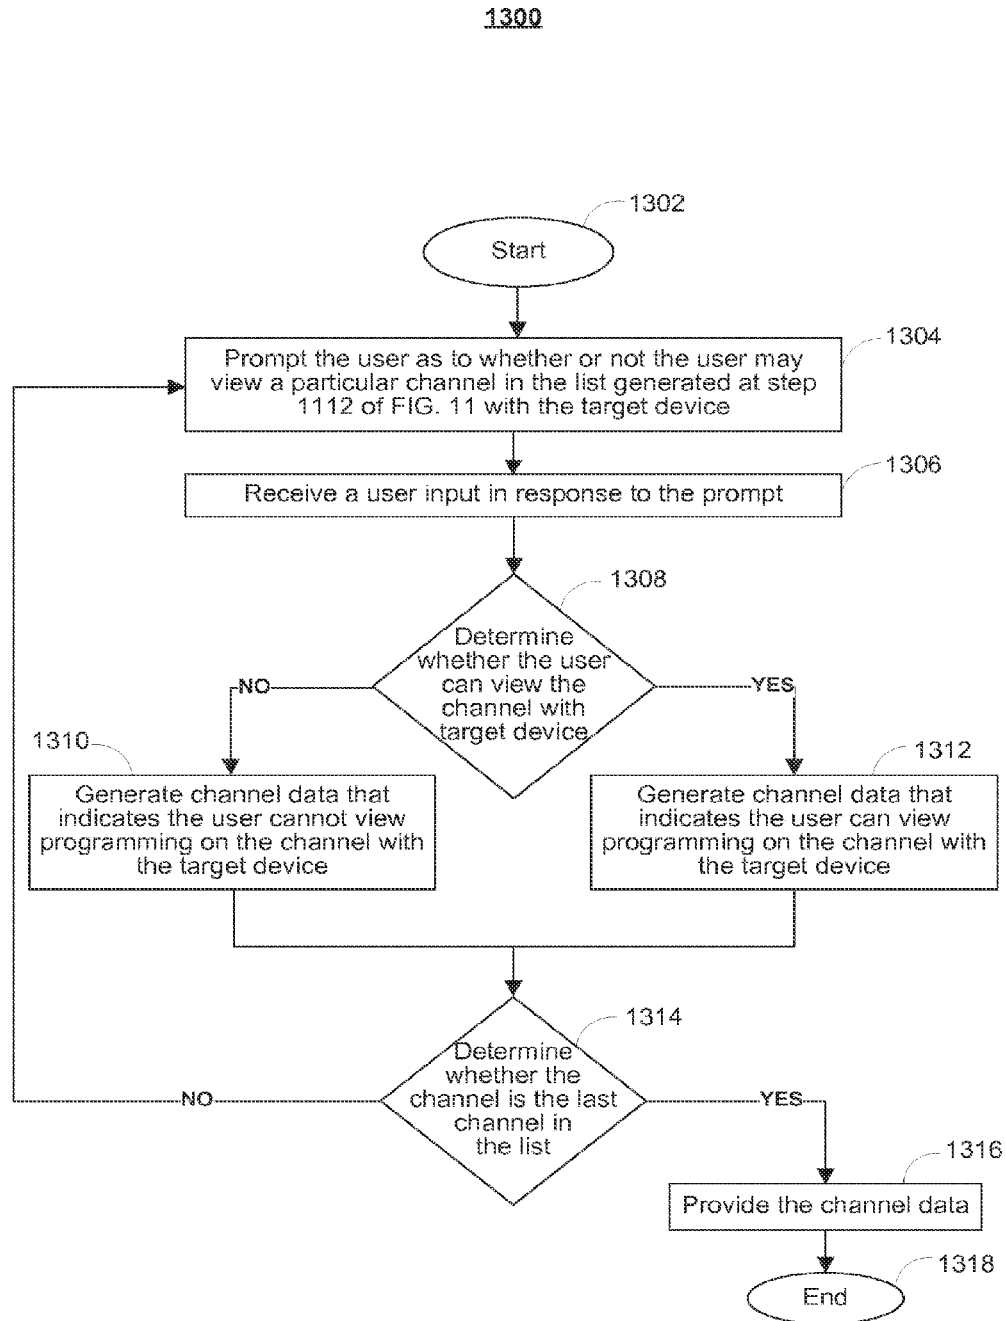 1300
1302
Start
1304
Prompt the user as to whether or not the user may
view a particular channel in the list generated at step
1112 of FIG. 11 with the target device
1306
Receive a user input in response to the prompt
1308
Determine
whether the user
can view the
channel with
target device
NO
YES
1310
Generate channel data that
indicates the user cannot view
programming on the channel with
the target device
1312
Generate channel data that
indicates the user can view
programming on the channel with
the target device
1314
Determine
whether the
channel is the last
channel in
the list
NO
YES
1316
Provide the channel data
1318
End